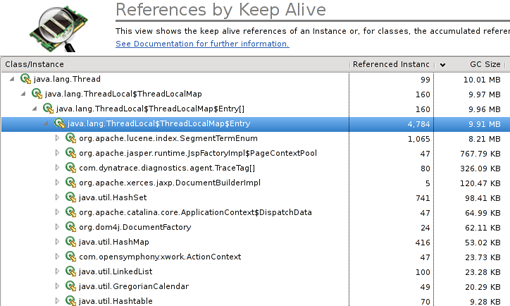 References by Keep Alive
This view shows the keep alive references of an Instance or, for classes, the accumulated
See Documentation for further information.
Class/Instance Referenced Instanc GC Size
java.lang.Thread 99 10.01 MB
java.lang.ThreadLocal$ThreadLocalMap 160 9.97 MB
java.lang.ThreadLocal$ThreadLocalMap$Entry[] 160 9.96 MB
java.lang.ThreadLocal$ThreadLocalMap$Entry 4,784 9.91 MB
org.apache.lucene.index.SegmentTermEnum 1,065 8.21 MB
org.apache.jasper.runtime.JspFactoryImpl$PageContextPool 47 767.79 KB
com.dynatrace.diagnostics.agent.TraceTag[] 80 326.09 KB
org.apache.xerces.jaxp.DocumentBuilderImpl 5 120.47 KB
java.util.HashSet 741 98.41 KB
org.apache.catalina.core.ApplicationContext$DispatchData 47 64.99 KB
org.dom4j.DocumentFactory 24 62.11 KB
java.util.HashMap 416 53.02 KB
com.opensymphony.xwork.ActionContext 47 23.73 KB
java.util.LinkedList 100 23.28 KB
java.util.GregorianCalendar 49 20.29 KB
java.util.Hashtable 70 9.28 KB